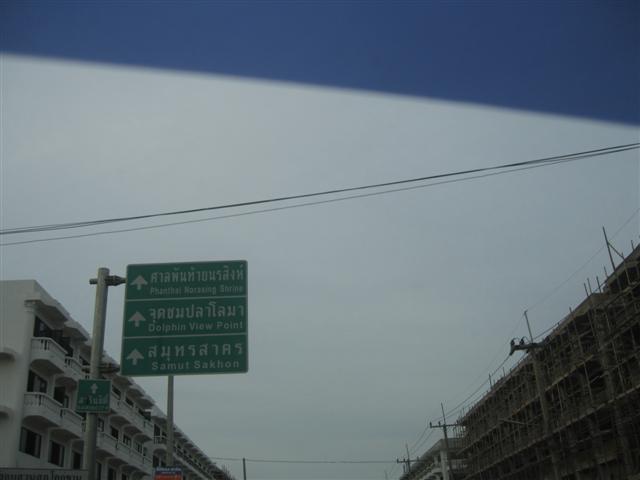 ศาลพันท้ายนรสิงห์
Phanthai Norasing Shrine
จุดชมปลาโลมา
Dolphin View Point
สมุทรสาคร
Samut Sakhon